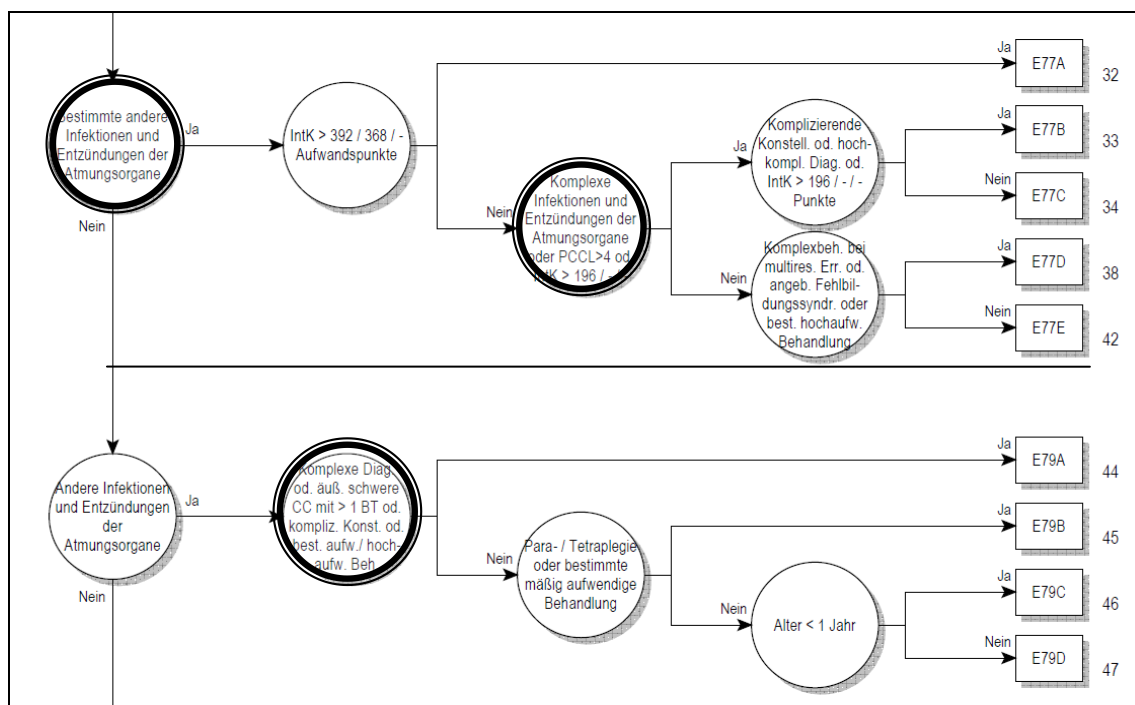 Bestimmte andere
Infektionen und
Entzündungen der
Atmungsorgane
Ja
Nein
IntK > 392 / 368 / -
Aufwandspunkte
Ja
E77A
32
Nein
Komplexe
Infektionen und
Entzündungen der
Atmungsorgane
oder PCCL>4 od.
IntK > 196 / - /
Ja
Komplizierende
Konstell. od. hoch-
kompl. Diag. od.
IntK > 196 / - / -
Punkte
Ja
E77B
33
Nein
E77C
34
Nein
Komplexbeh. bei
multires. Err. od.
angeb. Fehlbil-
dungssyndr. oder
best. hochaufw.
Behandlung
Ja
E77D
38
Nein
E77E
42
Andere Infektionen
und Entzündungen
der
Atmungsorgane
Ja
Nein
Komplexe Diag.
od. äuß. schwere
CC mit > 1 BT od.
kompliz. Konst. od.
best. aufw./ hoch-
aufw. Beh.
Ja
E79A
44
Nein
Para- / Tetraplegie
oder bestimmte
mäßig aufwendige
Behandlung
Ja
E79B
45
Nein
Alter < 1 Jahr
Ja
E79C
46
Nein
E79D
47